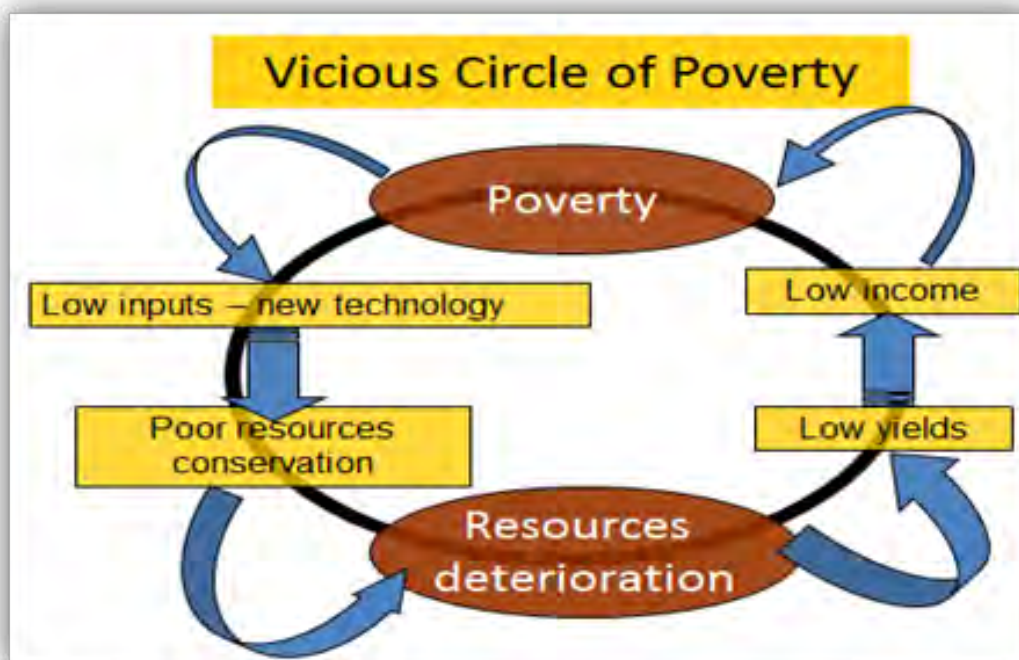 Vicious Circle of Poverty
Poverty
Low inputs – new technology
Low income
Poor resources
conservation
Low yields
Resources
deterioration